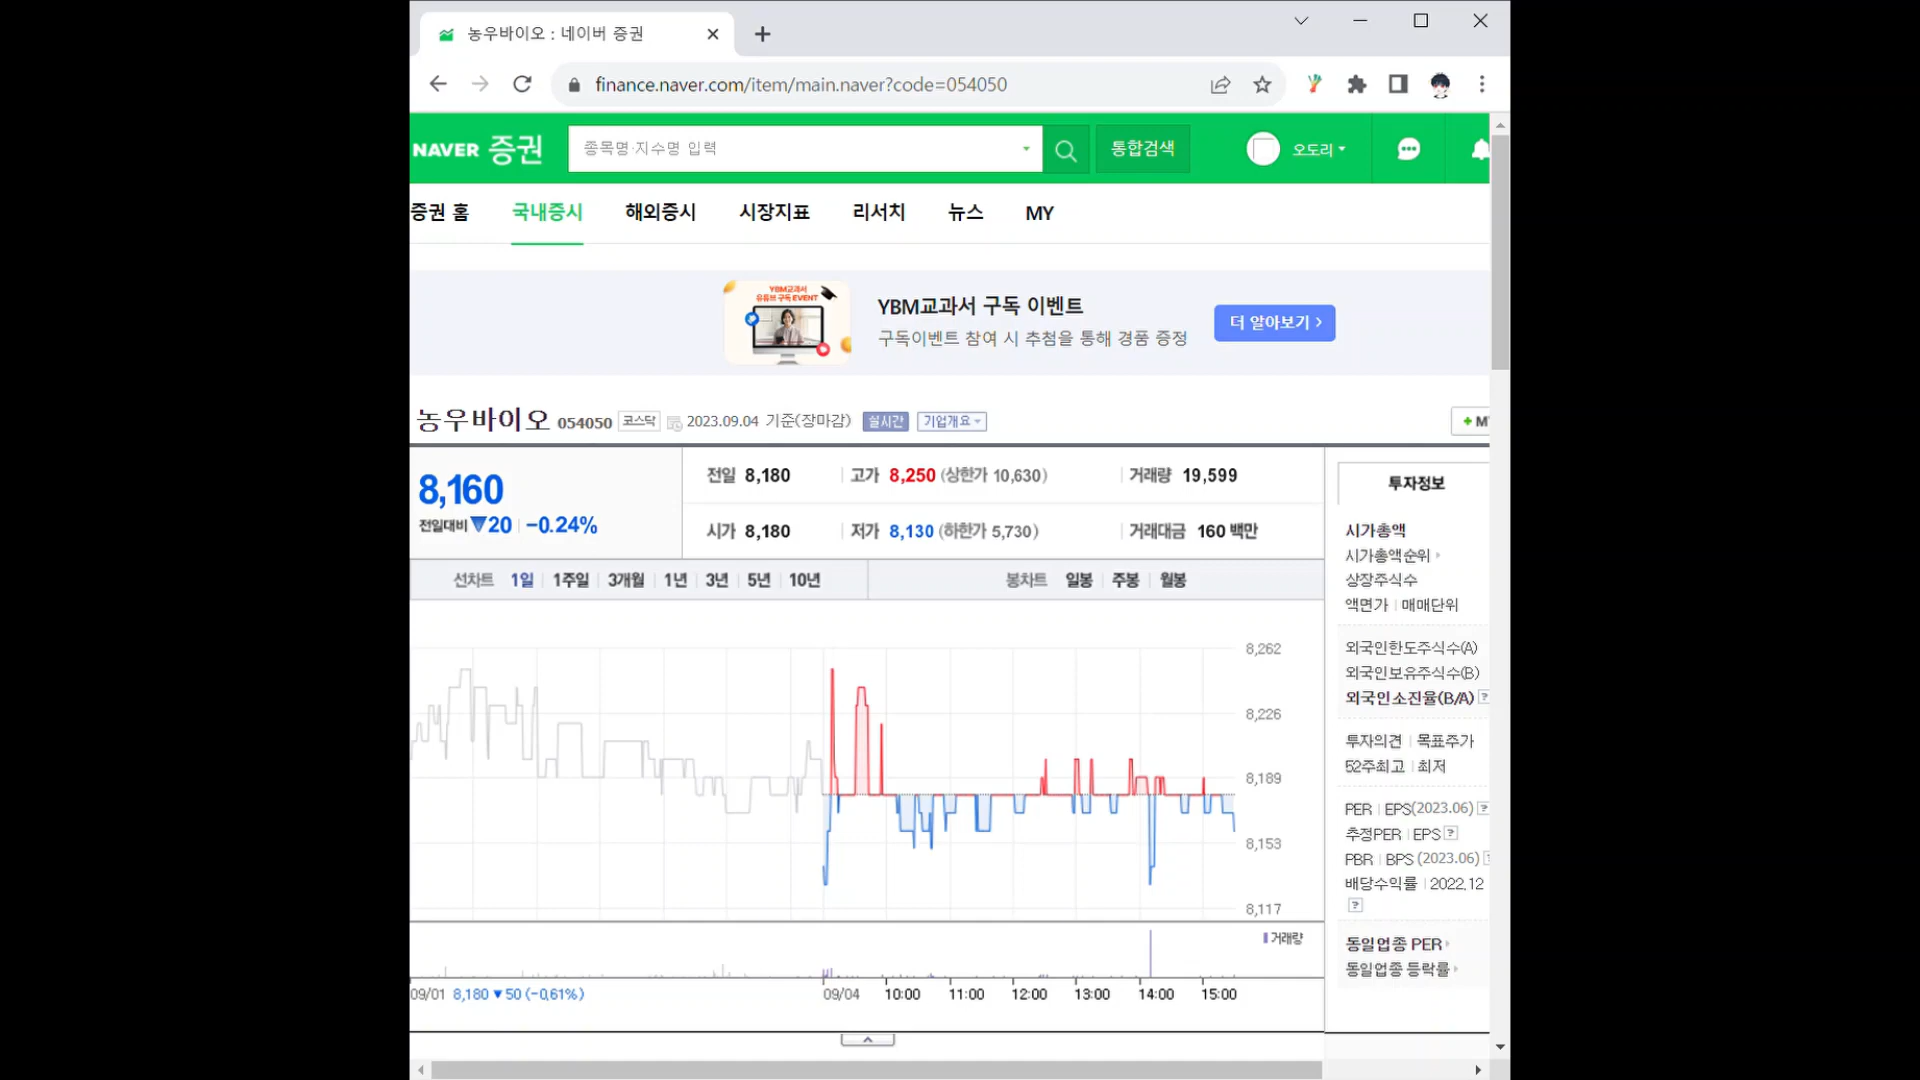 농우바이오 : 네이버 증권
finance.naver.com/item/main.naver?code=054050
NAVER 증권
종목명·지수명 입력
통합검색
오도리
증권 홈 국내증시 해외증시 시장지표 리서치 뉴스 MY
YBM교과서
유튜브 구독 EVENT
YBM교과서 구독 이벤트
구독이벤트 참여 시 추첨을 통해 경품 증정
더 알아보기
농우바이오 054050 코스닥 2023.09.04 기준(장마감) 실시간 기업개요
+ M
8,160
전일대비 ▼20 -0.24%
전일 8,180 고가 8,250 (상한가 10,630) 거래량 19,599
시가 8,180 저가 8,130 (하한가 5,730) 거래대금 160 백만
선차트 1일 1주일 3개월 1년 3년 5년 10년 봉차트 일봉 주봉 월봉
8,262
8,226
8,189
8,153
8,117
거래량
09/01 8,180 ▼50 (-0.61%) 09/04 10:00 11:00 12:00 13:00 14:00 15:00
투자정보
시가총액
시가총액순위
상장주식수
액면가 | 매매단위
외국인한도주식수(A)
외국인보유주식수(B)
외국인소진율(B/A) ?
투자의견 | 목표주가
52주최고 | 최저
PER | EPS(2023.06) ?
추정PER | EPS ?
PBR | BPS (2023.06) ?
배당수익률 | 2022.12
?
동일업종 PER
동일업종 등락률